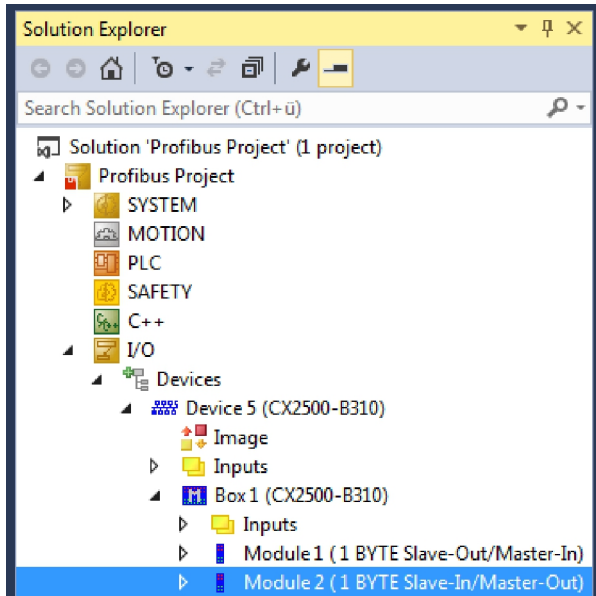 Solution Explorer
Search Solution Explorer (Ctrl+ü)
Solution 'Profibus Project' (1 project)
Profibus Project
SYSTEM
MOTION
PLC
SAFETY
C++
I/O
Devices
Device 5 (CX2500-B310)
Image
Inputs
Box 1 (CX2500-B310)
Inputs
Module 1 (1 BYTE Slave-Out/Master-In)
Module 2 (1 BYTE Slave-In/Master-Out)